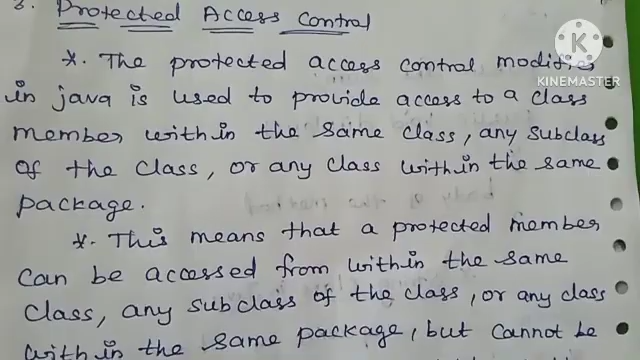 3. Protected Access Control
*. The protected access control modifier
in java is used to provide access to a class
member within the same class, any subclass
of the class, or any class within the same
package.
*. This means that a protected member
can be accessed from within the same
class, any subclass of the class, or any class
within the same package, but cannot be
K
KINEMASTER